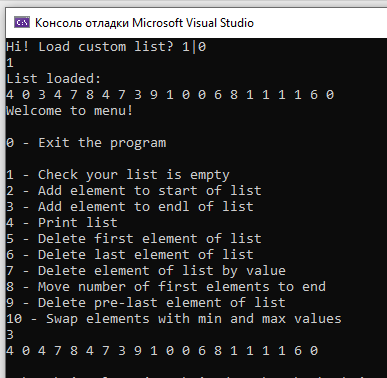 Консоль отладки Microsoft Visual Studio
Hi! Load custom list? 1|0
1
List loaded:
4 0 3 4 7 8 4 7 3 9 1 0 0 6 8 1 1 1 1 6 0
Welcome to menu!
0 - Exit the program
1 - Check your list is empty
2 - Add element to start of list
3 - Add element to endl of list
4 - Print list
5 - Delete first element of list
6 - Delete last element of list
7 - Delete element of list by value
8 - Move number of first elements to end
9 - Delete pre-last element of list
10 - Swap elements with min and max values
3
4 0 4 7 8 4 7 3 9 1 0 0 6 8 1 1 1 1 6 0